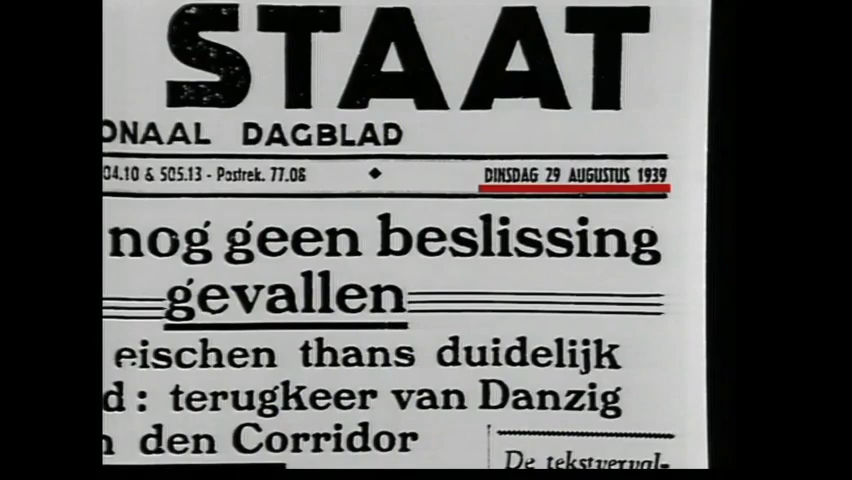 STAAT
ONAAL DAGBLAD
04.10 & 505.13 - Postrek. 77.08 ◆ DINSDAG 29 AUGUSTUS 1939
nog geen beslissing
gevallen
eischen thans duidelijk
d: terugkeer van Danzig
n den Corridor
De tekstverval-